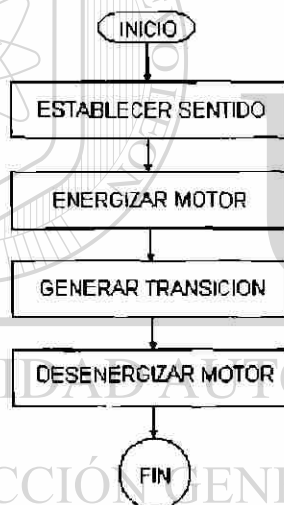 INICIO
ESTABLECER SENTIDO
ENERGIZAR MOTOR
GENERAR TRANSICION
DESENERGIZAR MOTOR
FIN